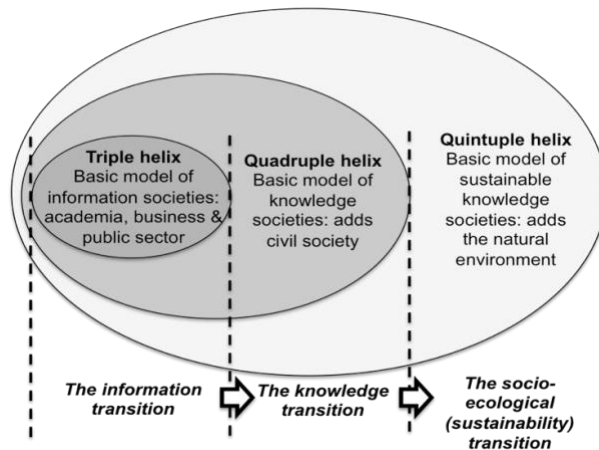 Triple helix
Basic model of
information societies:
academia, business &
public sector
Quadruple helix
Basic model of
knowledge
societies: adds
civil society
Quintuple helix
Basic model of
sustainable
knowledge
societies: adds
the natural
environment
The information
transition
The knowledge
transition
The socio-
ecological
(sustainability)
transition